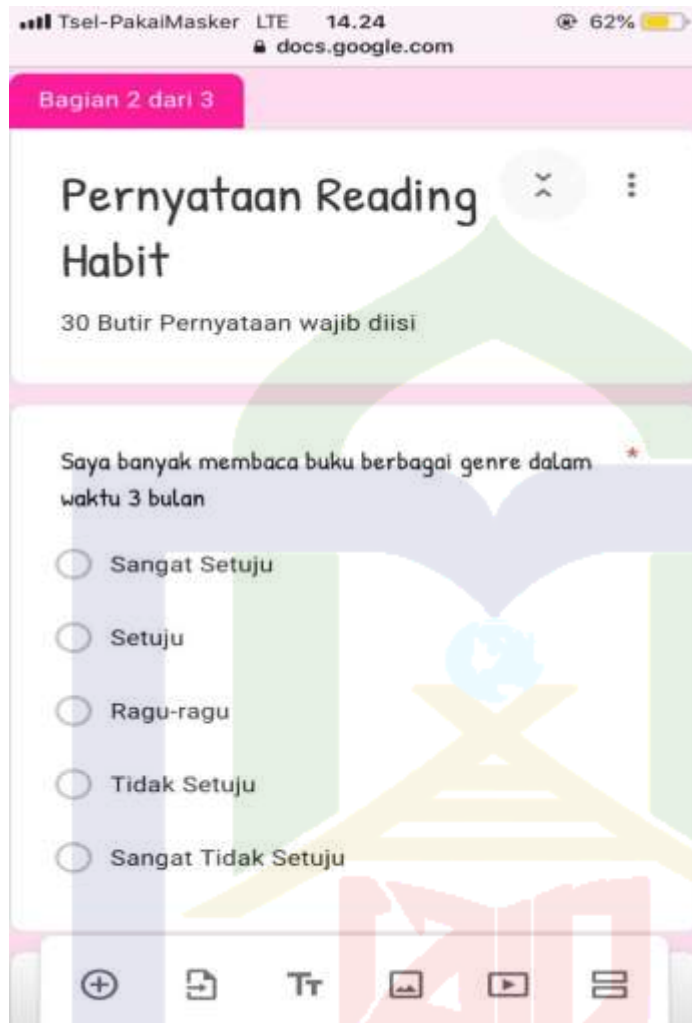 Tsel-PakaiMasker LTE 14.24 62%
docs.google.com
Bagian 2 dari 3
Pernyataan Reading
Habit
30 Butir Pernyataan wajib diisi
Saya banyak membaca buku berbagai genre dalam *
waktu 3 bulan
Sangat Setuju
Setuju
Ragu-ragu
Tidak Setuju
Sangat Tidak Setuju
Tт